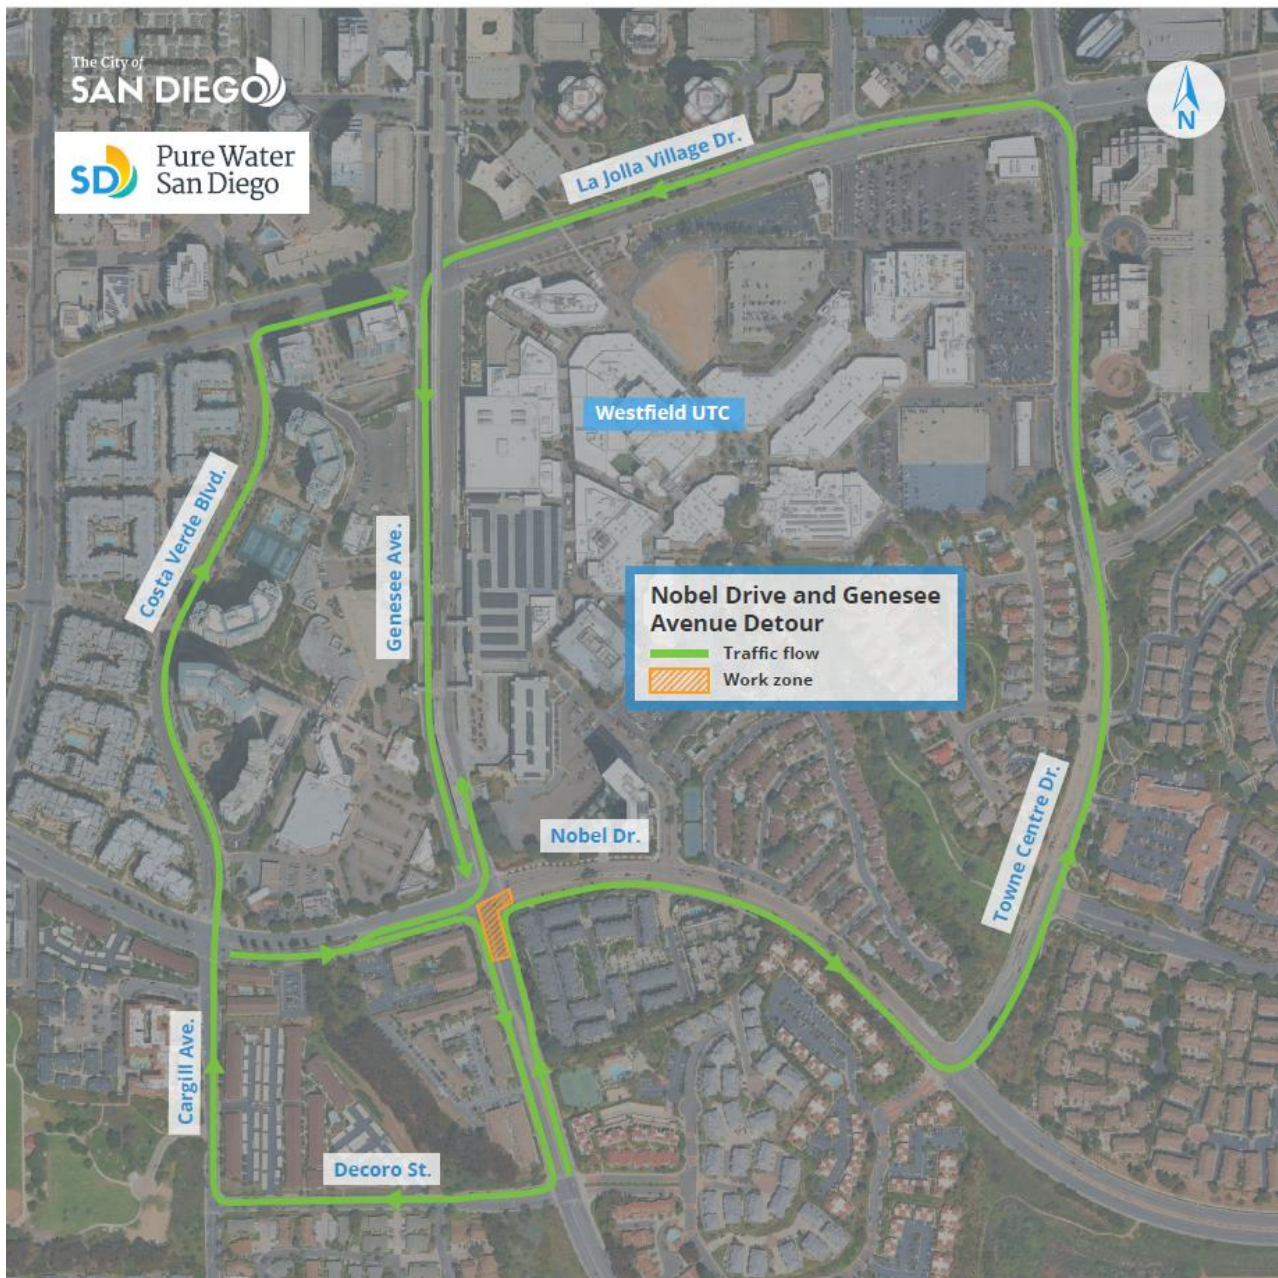 The City of
SAN DIEGO
SD
Pure Water
San Diego
N
La Jolla Village Dr.
Westfield UTC
Costa Verde Blvd.
Genesee Ave.
Nobel Drive and Genesee
Avenue Detour
Traffic flow
Work zone
Nobel Dr.
Towne Centre Dr.
Cargill Ave.
Decoro St.